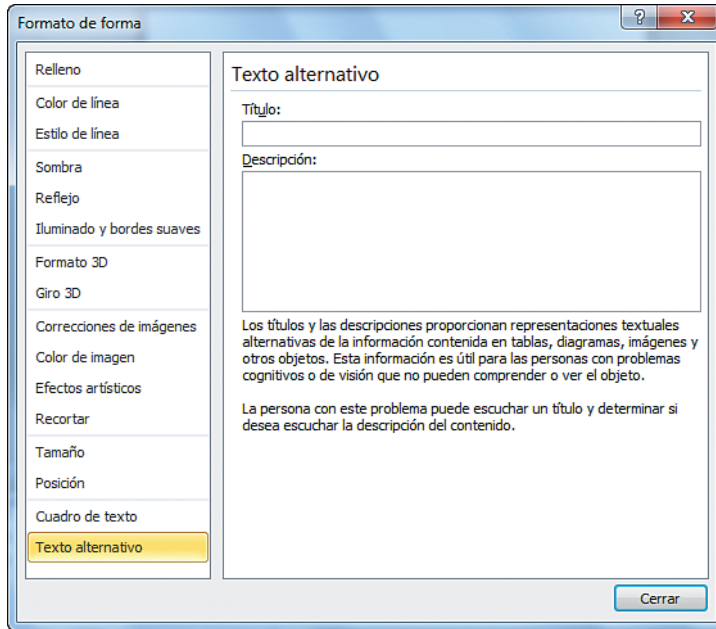 Formato de forma
Relleno
Color de línea
Estilo de línea
Sombra
Reflejo
Iluminado y bordes suaves
Formato 3D
Giro 3D
Correcciones de imágenes
Color de imagen
Efectos artísticos
Recortar
Tamaño
Posición
Cuadro de texto
Texto alternativo
Texto alternativo
Título:
Descripción:
Los títulos y las descripciones proporcionan representaciones textuales
alternativas de la información contenida en tablas, diagramas, imágenes y
otros objetos. Esta información es útil para las personas con problemas
cognitivos o de visión que no pueden comprender o ver el objeto.
La persona con este problema puede escuchar un título y determinar si
desea escuchar la descripción del contenido.
Cerrar